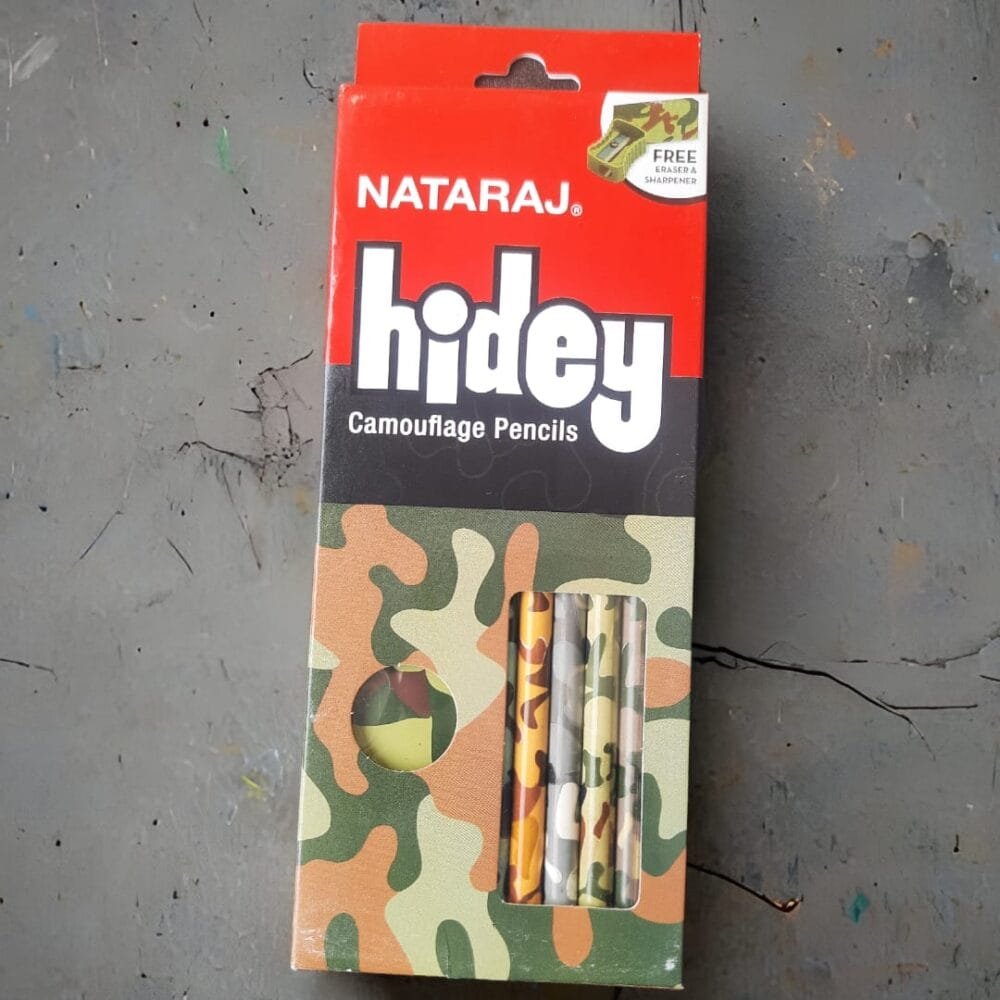 FREE
ERASER &
SHARPENER
NATARAJ®
hidey
Camouflage Pencils